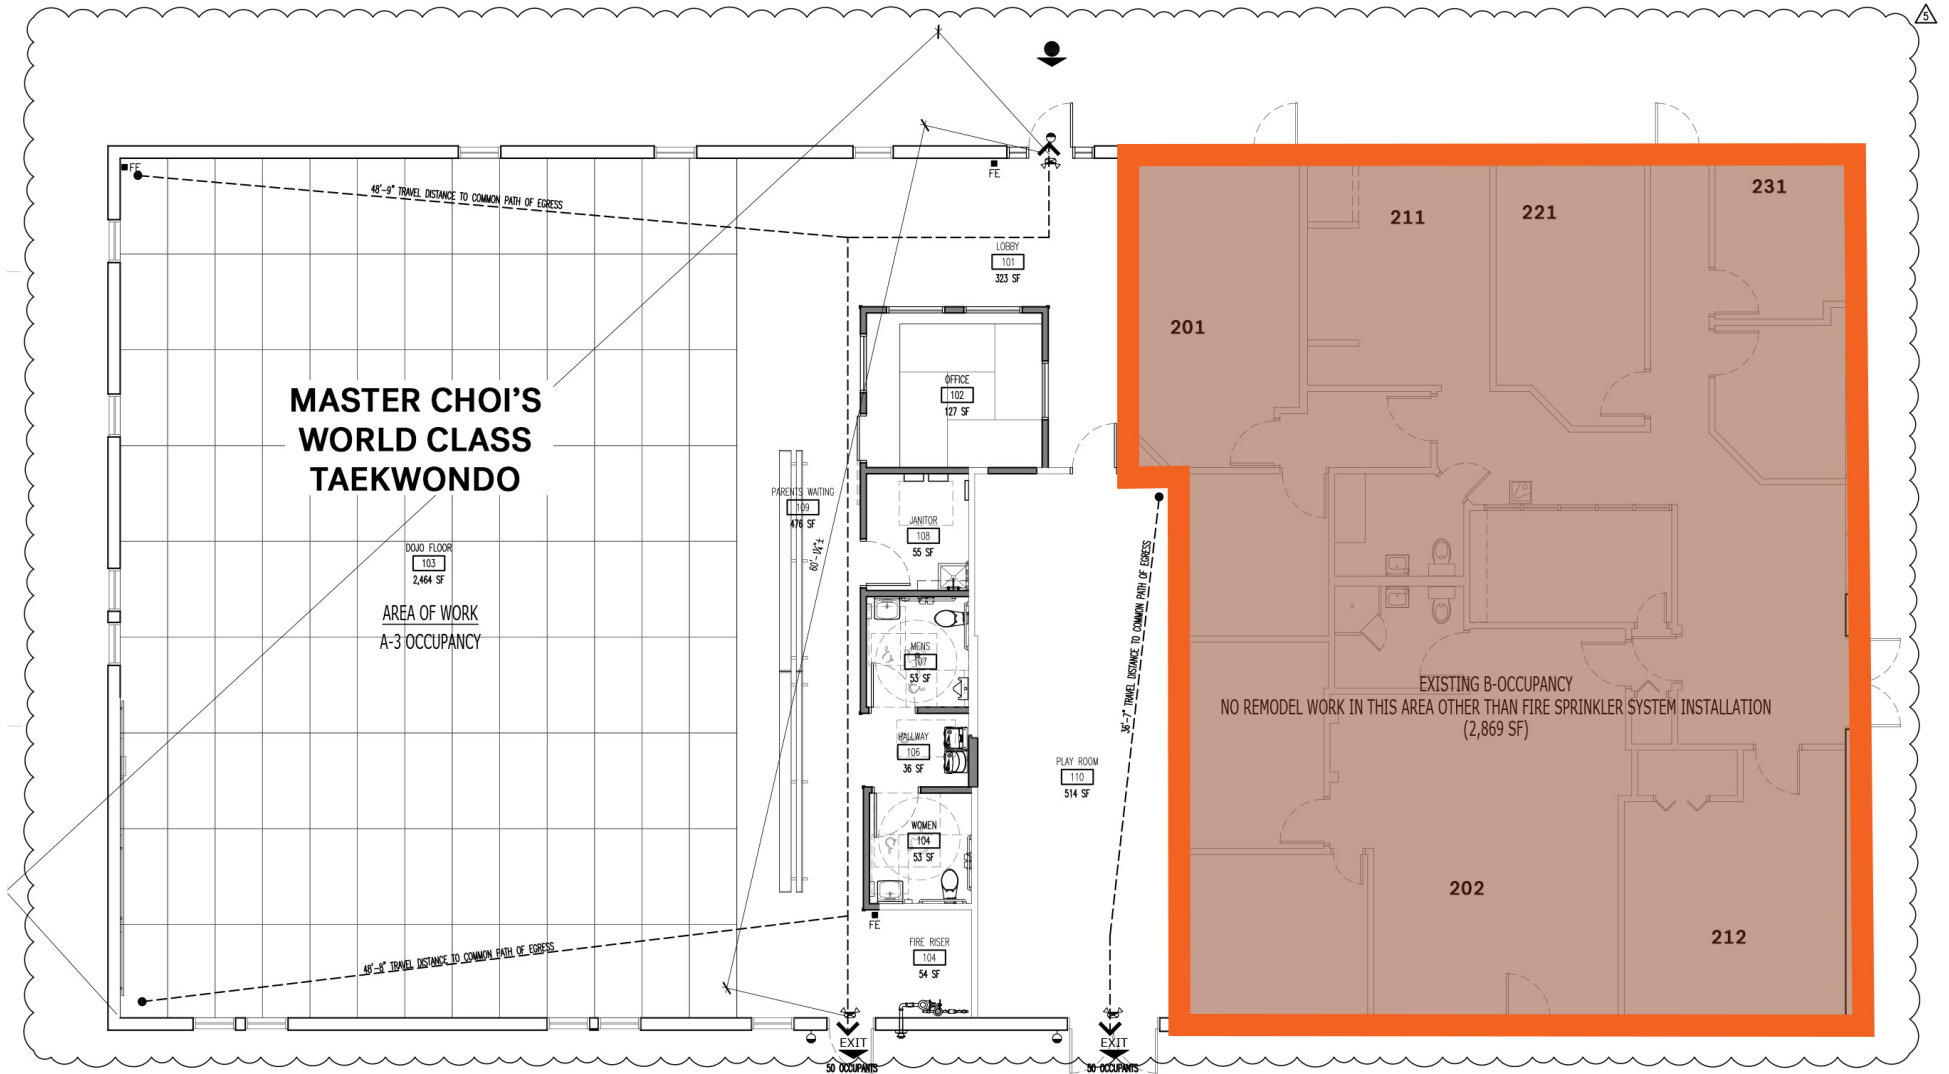 5
FE
48'-9" TRAVEL DISTANCE TO COMMON PATH OF EGRESS
FE
231
211
221
LOBBY
101
323 SF
201
MASTER CHOI'S
WORLD CLASS
TAEKWONDO
OFFICE
102
127 SF
PARENTS WAITING
109
476 SF
JANITOR
108
55 SF
DOJO FLOOR
103
2,464 SF
60'-1¼"±
36'-7" TRAVEL DISTANCE TO COMMON PATH OF EGRESS
AREA OF WORK
A-3 OCCUPANCY
MENS
107
53 SF
EXISTING B-OCCUPANCY
NO REMODEL WORK IN THIS AREA OTHER THAN FIRE SPRINKLER SYSTEM INSTALLATION
(2,869 SF)
HALLWAY
106
36 SF
PLAY ROOM
110
514 SF
WOMEN
104
53 SF
202
FE
212
FIRE RISER
104
54 SF
48'-8" TRAVEL DISTANCE TO COMMON PATH OF EGRESS
EXIT
50 OCCUPANTS
EXIT
50 OCCUPANTS